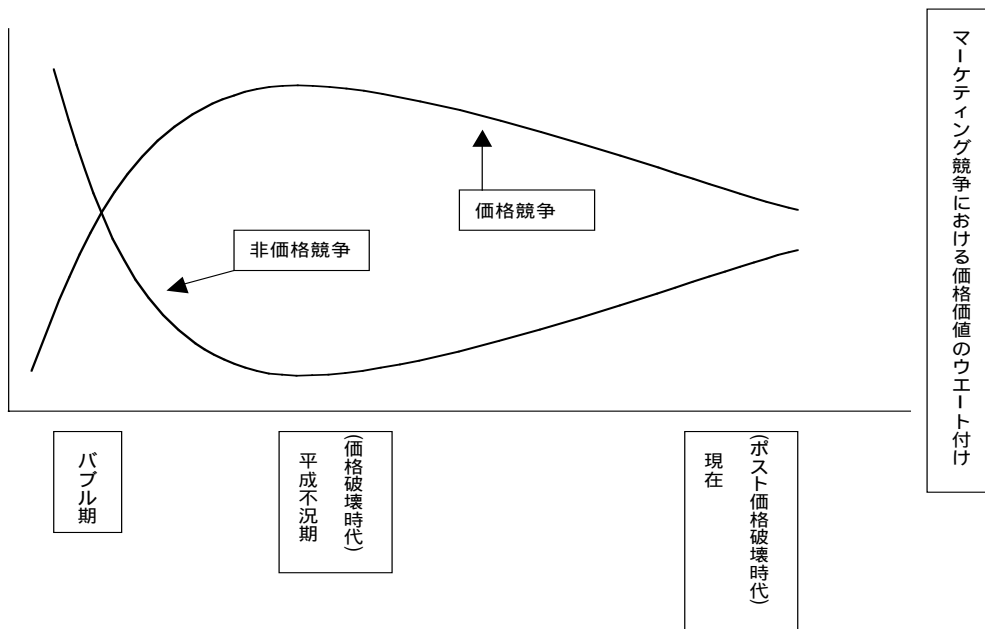 マーケティング競争における価格価値のウエート付け
価格競争
非価格競争
バブル期
(価格破壊時代)
平成不況期
(ポスト価格破壊時代)
現在